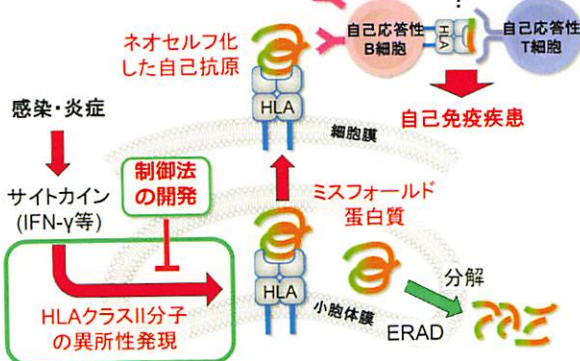 自己応答性
B細胞
HLA
自己応答性
T細胞
自己免疫疾患
ネオセルフ化
した自己抗原
HLA
細胞膜
感染・炎症
サイトカイン
(IFN-γ等)
制御法
の開発
ミスフォールド
蛋白質
HLA
小胞体膜
分解
ERAD
HLAクラスII分子
の異所性発現